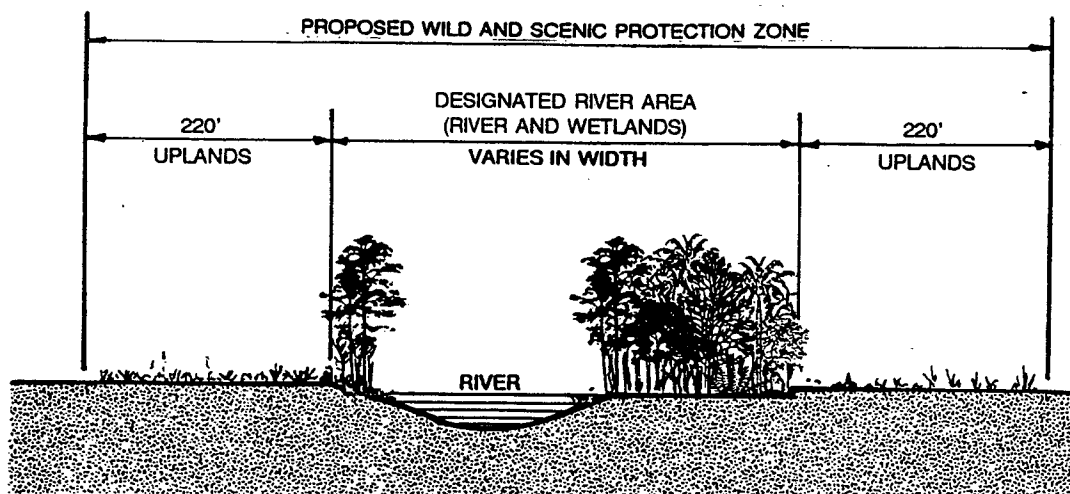 PROPOSED WILD AND SCENIC PROTECTION ZONE
DESIGNATED RIVER AREA
(RIVER AND WETLANDS)
VARIES IN WIDTH
220'
UPLANDS
220'
UPLANDS
RIVER